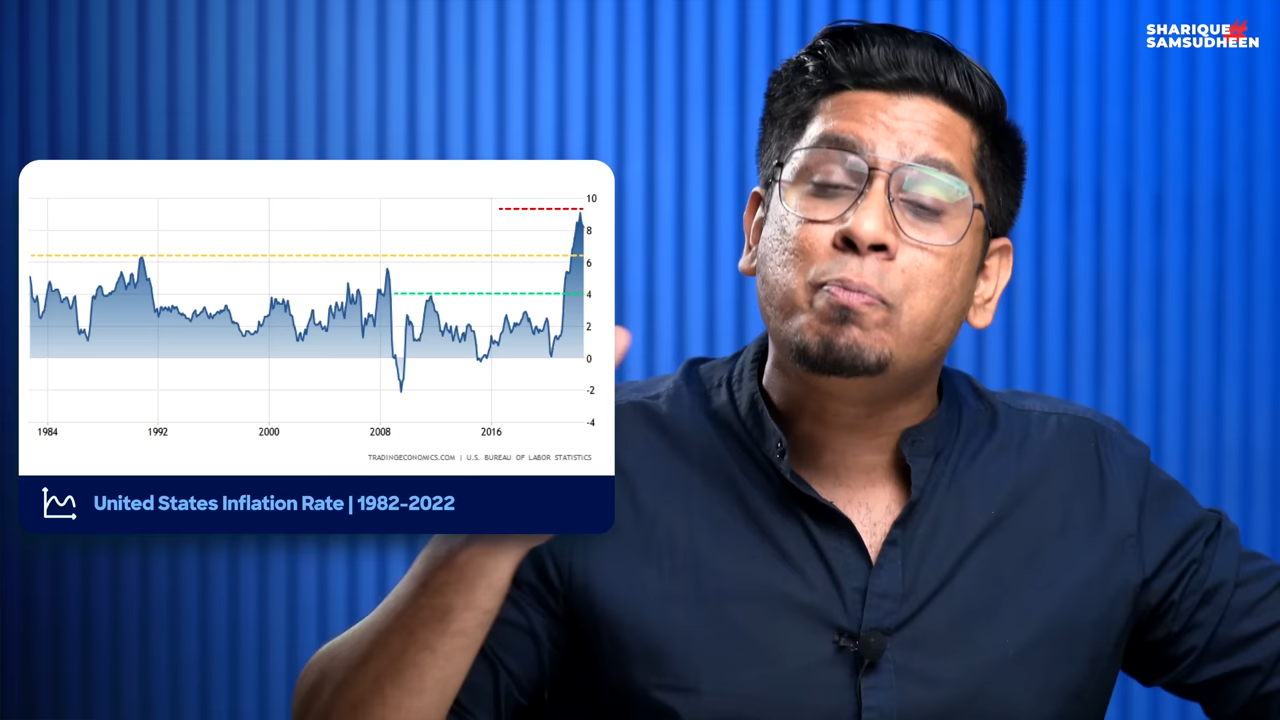 SHARIQUE
SAMSUDHEEN
10
8
6
4
2
0
-2
-4
1984 1992 2000 2008 2016
TRADINGECONOMICS.COM | U.S. BUREAU OF LABOR STATISTICS
United States Inflation Rate | 1982-2022